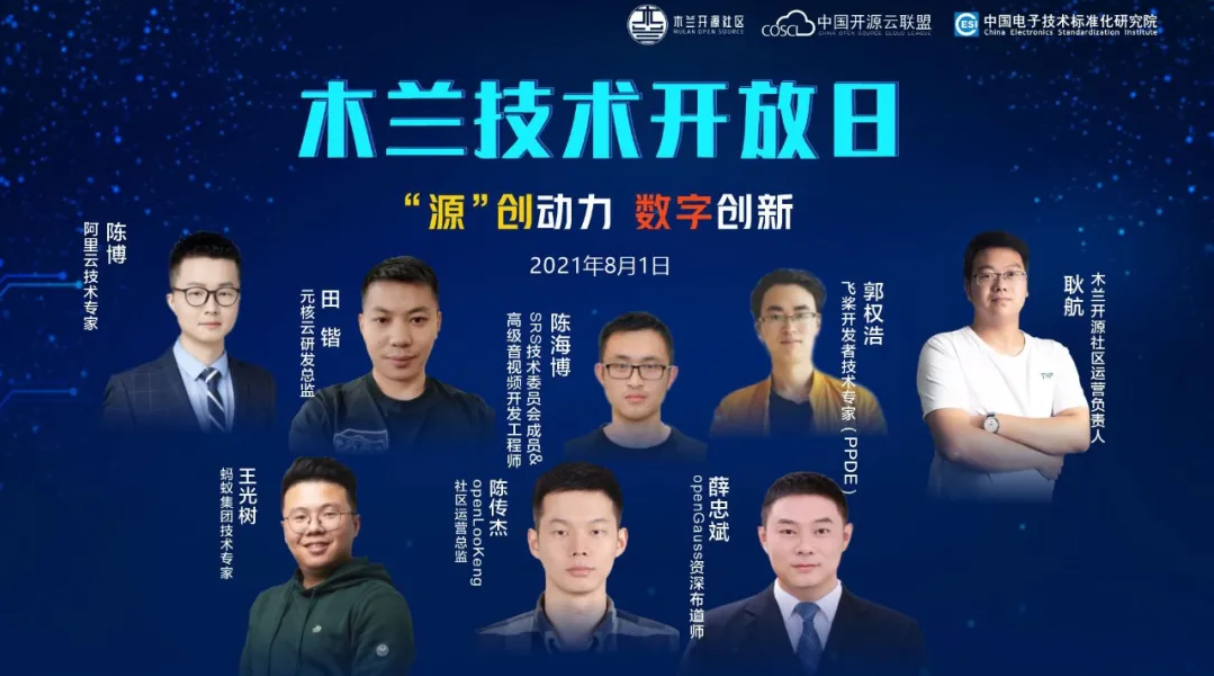 木兰开源社区
MULAN OPEN SOURCE
COSCL
中国开源云联盟
CHINA OPEN SOURCE CLOUD LEAGUE
CESI
中国电子技术标准化研究院
China Electronics Standardization Institute
木兰技术开放日
“源”创动力 数字创新
2021年8月1日
陈博
阿里云技术专家
田锴
元核云研发总监
陈海博
SRS技术委员会成员&
高级音视频开发工程师
郭权浩
飞桨开发者技术专家(PPDE)
耿航
木兰开源社区运营负责人
王光树
蚂蚁集团技术专家
陈传杰
openLooKeng
社区运营总监
薛忠斌
openGauss资深布道师